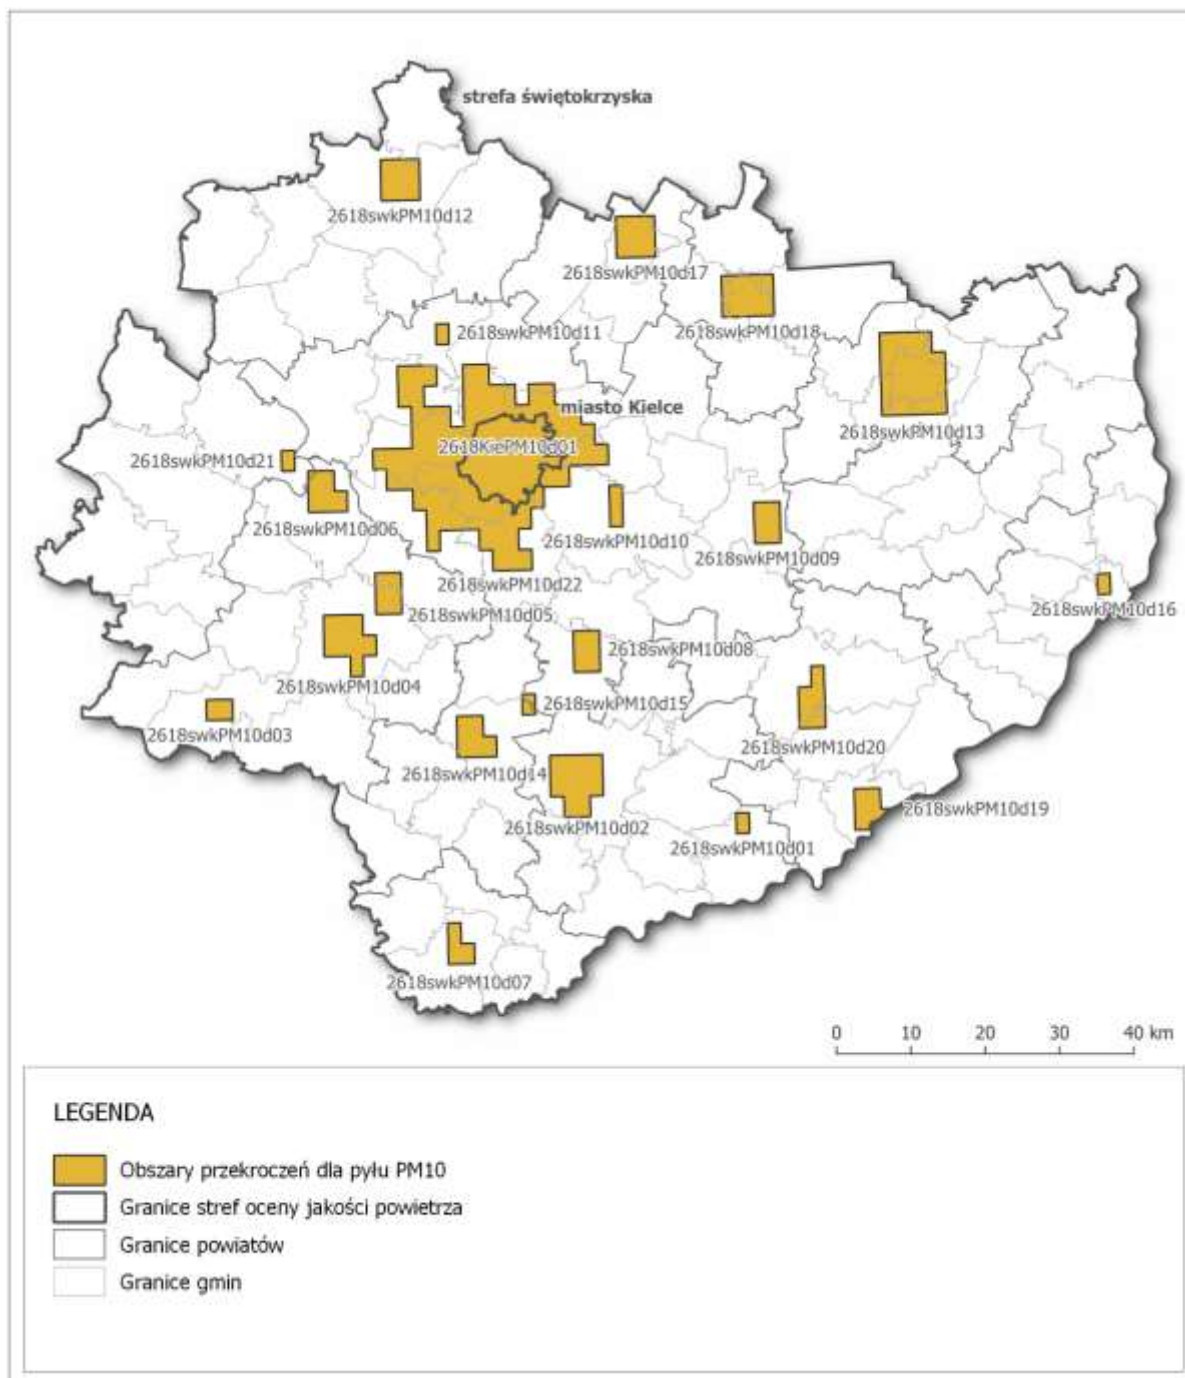 strefa świętokrzyska
2618swkPM10d12
2618swkPM10d17
2618swkPM10d11
2618swkPM10d18
miasto Kielce
2618swkPM10d13
2618KiePM10d01
2618swkPM10d21
2618swkPM10d06
2618swkPM10d10
2618swkPM10d09
2618swkPM10d22
2618swkPM10d16
2618swkPM10d05
2618swkPM10d08
2618swkPM10d04
2618swkPM10d15
2618swkPM10d03
2618swkPM10d20
2618swkPM10d14
2618swkPM10d19
2618swkPM10d02
2618swkPM10d01
2618swkPM10d07
0 10 20 30 40 km
LEGENDA
Obszary przekroczeń dla pyłu PM10
Granice stref oceny jakości powietrza
Granice powiatów
Granice gmin